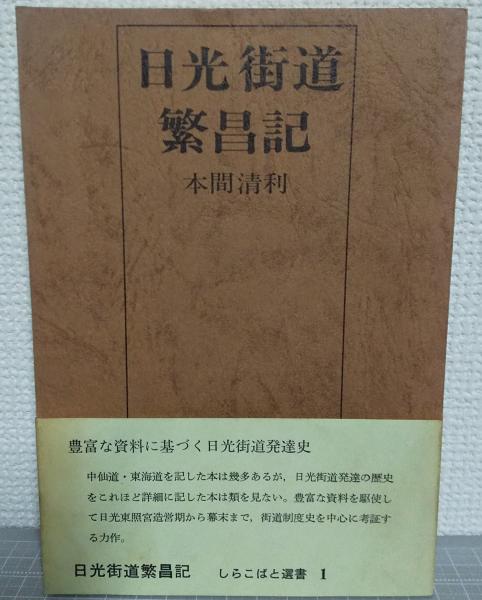 日光街道
繁昌記
本間清利
豊富な資料に基づく日光街道発達史
中仙道・東海道を記した本は幾多あるが，日光街道発達の歴史
をこれほど詳細に記した本は類を見ない。豊富な資料を駆使し
て日光東照宮造営期から幕末まで，街道制度史を中心に考証す
る力作。
日光街道繁昌記 しらこばと選書 1